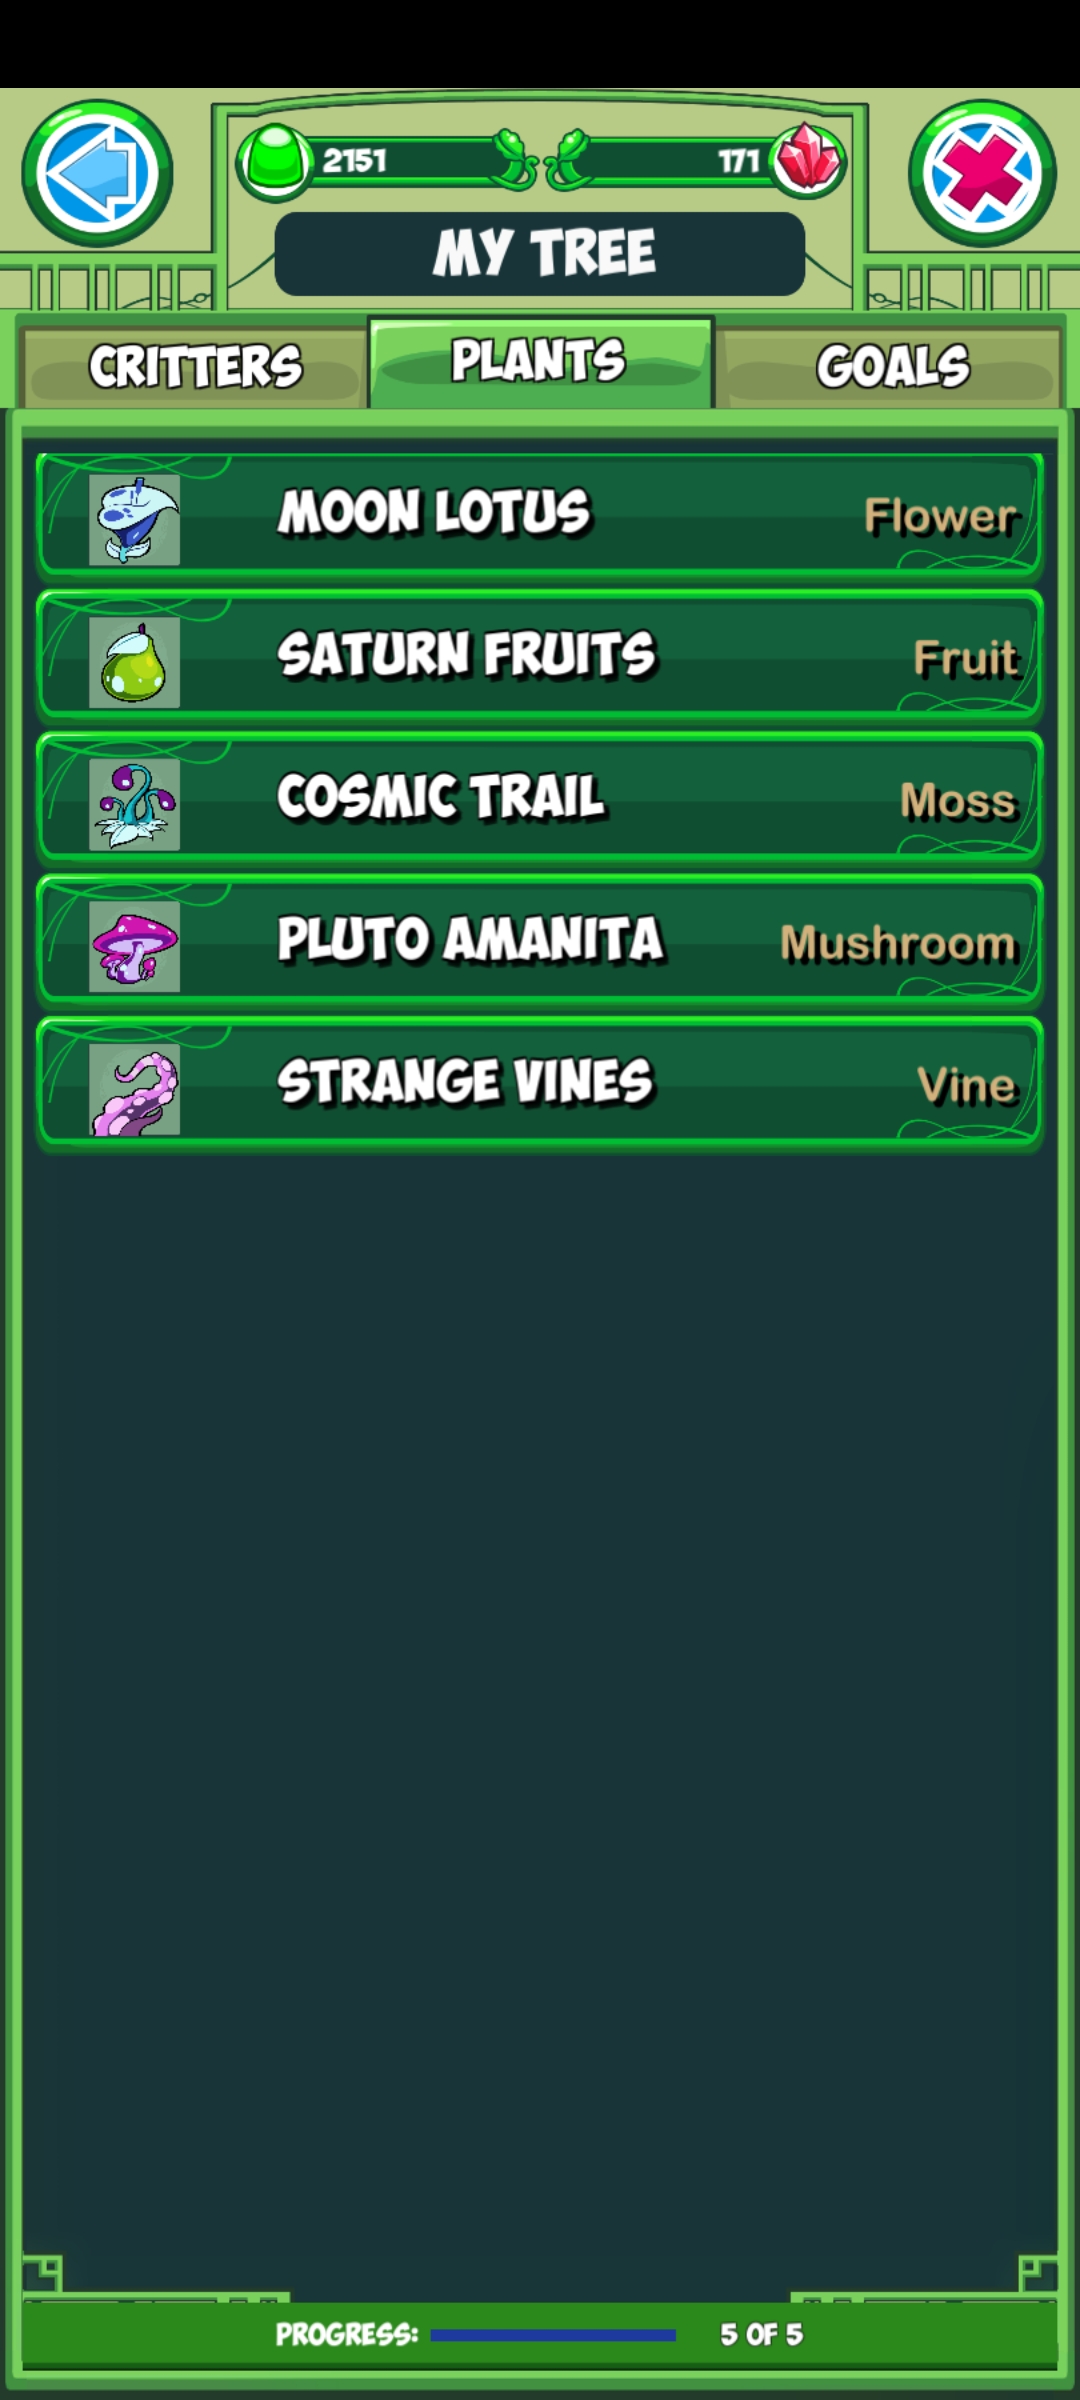 2151
171
MY TREE
CRITTERS
PLANTS
GOALS
MOON LOTUS
Flower
SATURN FRUITS
Fruit
COSMIC TRAIL
Moss
PLUTO AMANITA
Mushroom
STRANGE VINES
Vine
PROGRESS:
5 OF 5